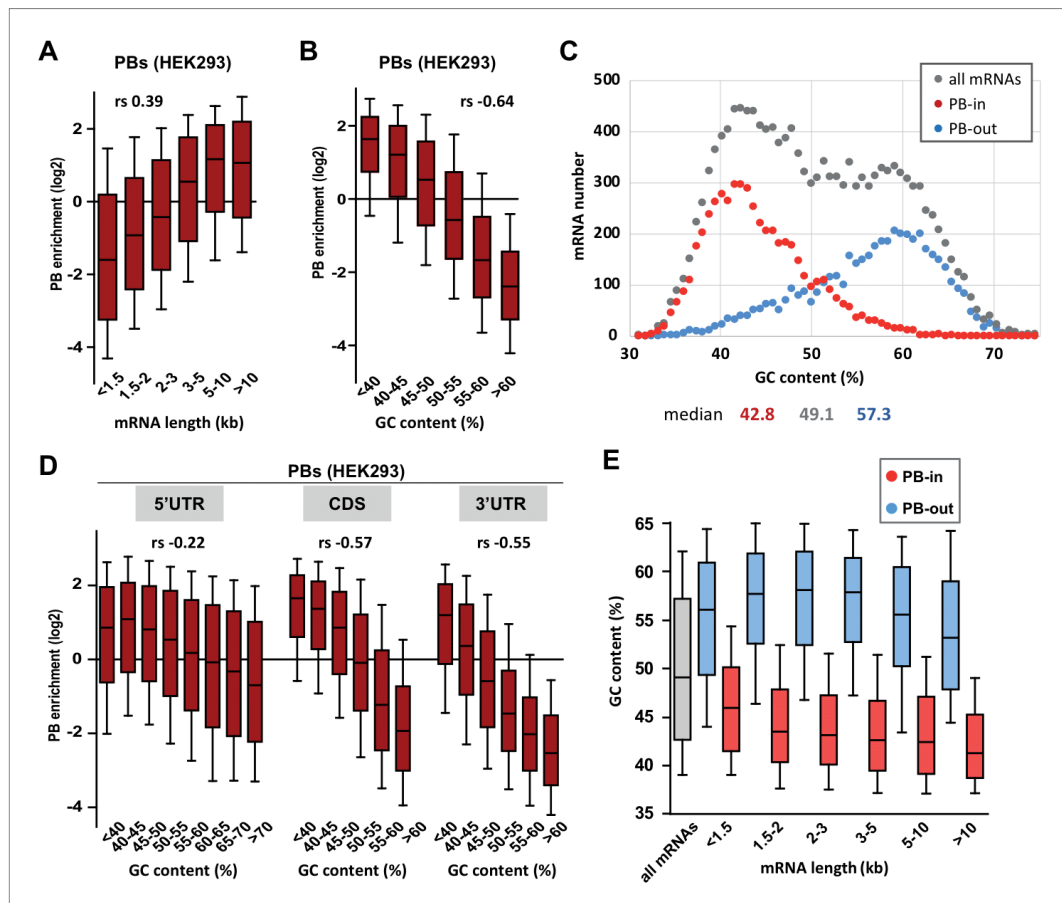 A
PBs (HEK293)
rs 0.39
PB enrichment (log2)
2
0
-2
-4
<1.5
1.5-2
2-3
3-5
5-10
>10
mRNA length (kb)
B
PBs (HEK293)
rs -0.64
PB enrichment (log2)
2
0
-2
-4
<40
40-45
45-50
50-55
55-60
>60
GC content (%)
C
all mRNAs
PB-in
PB-out
mRNA number
500
400
300
200
100
0
30 40 50 60 70
GC content (%)
median 42.8 49.1 57.3
D
PBs (HEK293)
5'UTR CDS 3'UTR
rs -0.22 rs -0.57 rs -0.55
PB enrichment (log2)
2
0
-2
-4
<40
40-45
45-50
50-55
55-60
60-65
65-70
>70
GC content (%)
<40
40-45
45-50
50-55
55-60
>60
GC content (%)
<40
40-45
45-50
50-55
55-60
>60
GC content (%)
E
PB-in
PB-out
GC content (%)
65
60
55
50
45
40
35
all mRNAs
<1.5
1.5-2
2-3
3-5
5-10
>10
mRNA length (kb)